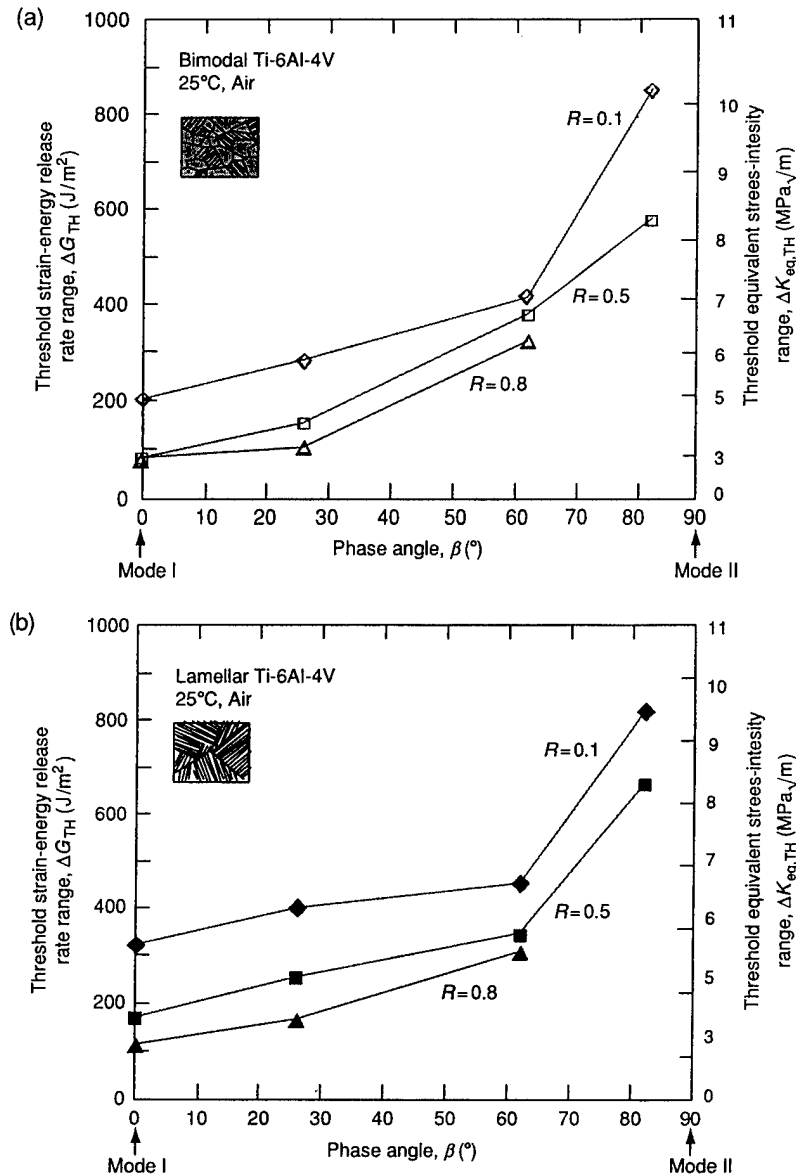 (a)
1000
800
600
400
200
0
Threshold strain-energy release
rate range, ΔG_TH (J/m²)
Bimodal Ti-6Al-4V
25°C, Air
R=0.1
R=0.5
R=0.8
11
10
9
8
7
6
5
3
0
Threshold equivalent strees-intesity
range, ΔK_eq,TH (MPa√m)
0 10 20 30 40 50 60 70 80 90
Phase angle, β(°)
Mode I
Mode II
(b)
1000
800
600
400
200
0
Threshold strain-energy release
rate range, ΔG_TH (J/m²)
Lamellar Ti-6Al-4V
25°C, Air
R=0.1
R=0.5
R=0.8
11
10
9
8
7
6
5
3
0
Threshold equivalent strees-intesity
range, ΔK_eq,TH (MPa√m)
0 10 20 30 40 50 60 70 80 90
Phase angle, β(°)
Mode I
Mode II